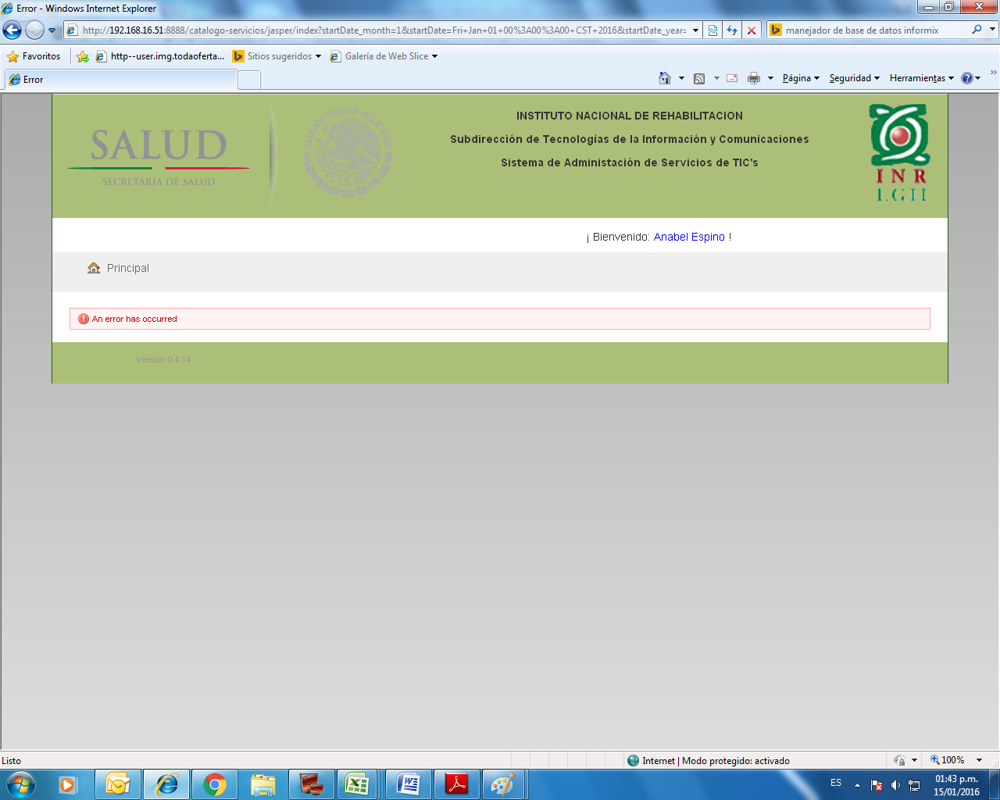 Error - Windows Internet Explorer
http://192.168.16.51:8888/catalogo-servicios/jasper/index?startDate_month=1&startDate=Fri+Jan+01+00%3A00%3A00+CST+2016&startDate_year=
manejador de base de datos informix
Favoritos
http--user.img.todaoferta...
Sitios sugeridos
Galería de Web Slice
Error
Página
Seguridad
Herramientas
»
SALUD
SECRETARÍA DE SALUD
ESTADOS UNIDOS MEXICANOS
INSTITUTO NACIONAL DE REHABILITACION
Subdirección de Tecnologías de la Información y Comunicaciones
Sistema de Administación de Servicios de TIC's
INR
LGII
¡ Bienvenido: Anabel Espino !
Principal
An error has occurred
Versión 0.4.14
Listo
Internet | Modo protegido: activado
100%
ES
01:43 p.m.
15/01/2016